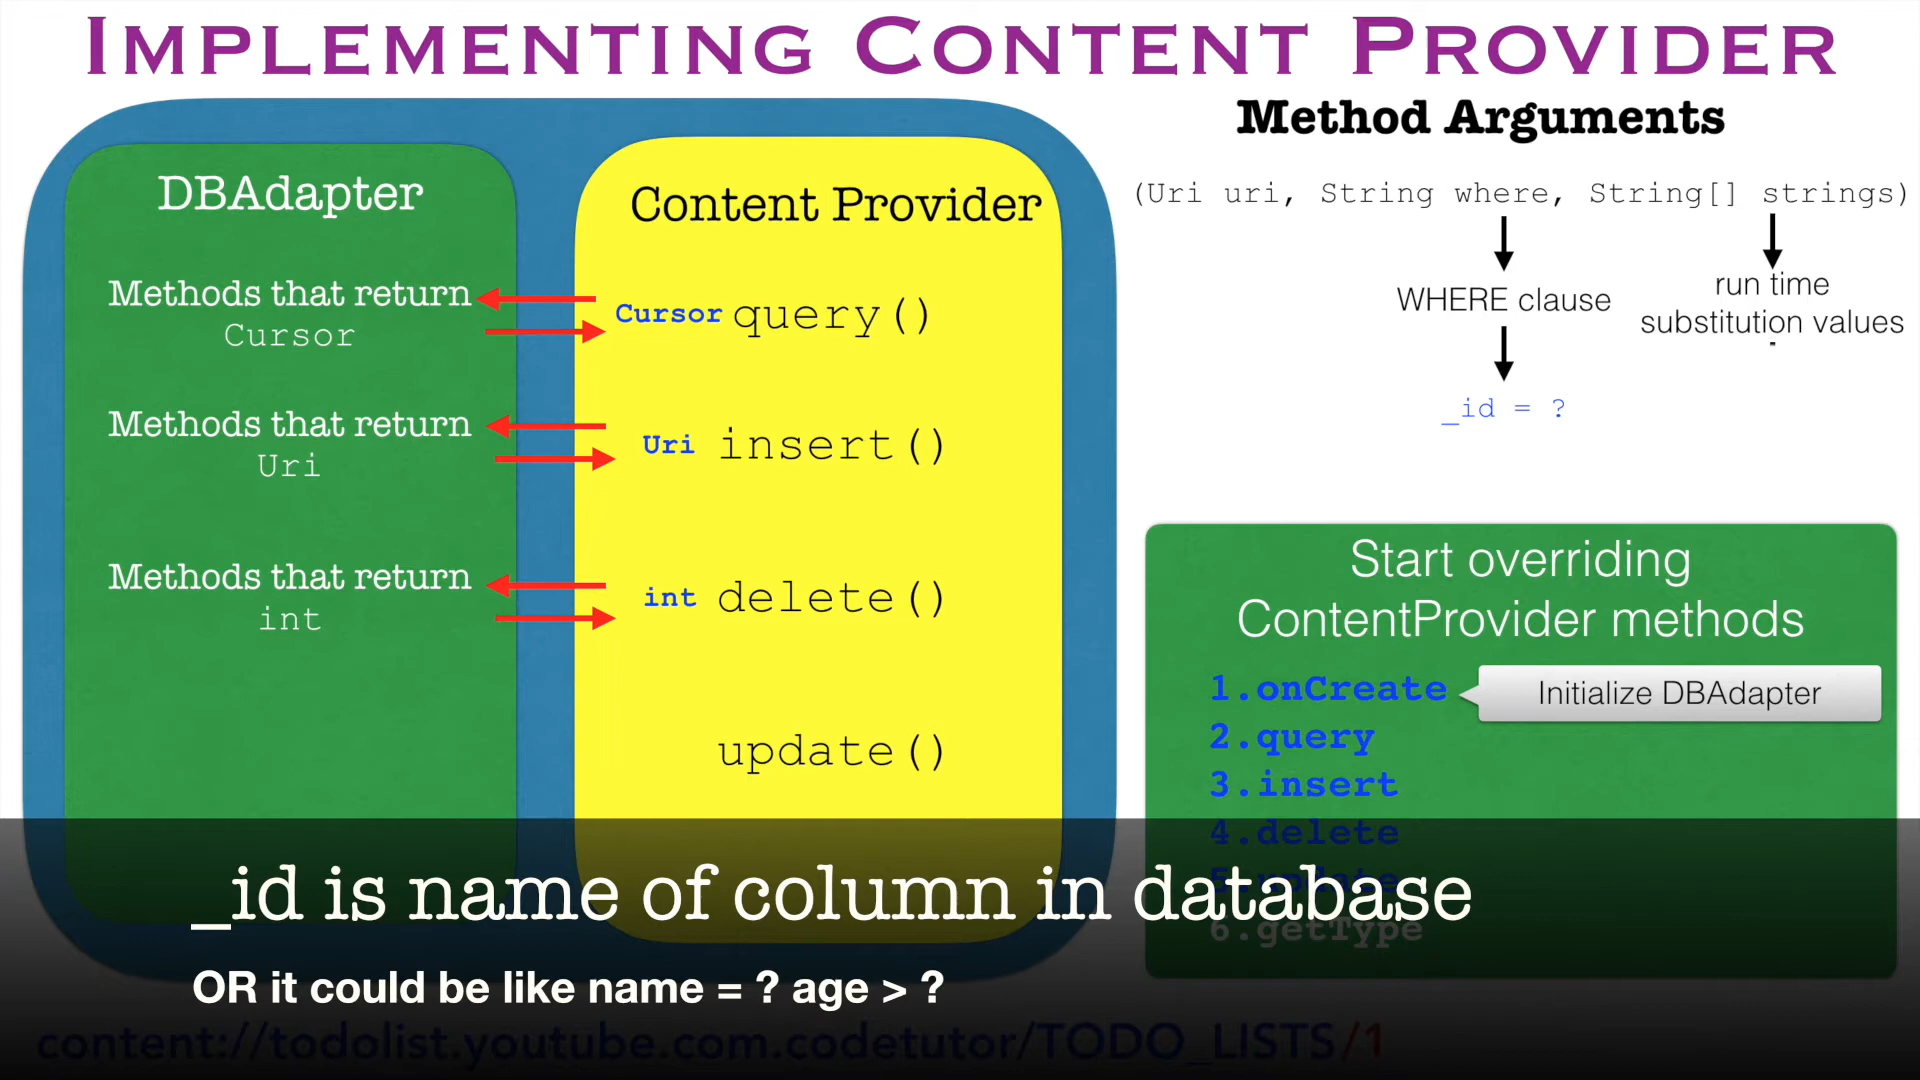 IMPLEMENTING CONTENT PROVIDER
DBAdapter
Methods that return
Cursor
Methods that return
Uri
Methods that return
int
Content Provider
Cursor query()
Uri insert()
int delete()
update()
Method Arguments
(Uri uri, String where, String[] strings)
WHERE clause
_id = ?
run time
substitution values
Start overriding
ContentProvider methods
1.onCreate
Initialize DBAdapter
2.query
3.insert
4.delete
5.update
6.getType
_id is name of column in database
OR it could be like name = ? age > ?
content://todolist.youtube.com.codetutor/TODO_LISTS/1